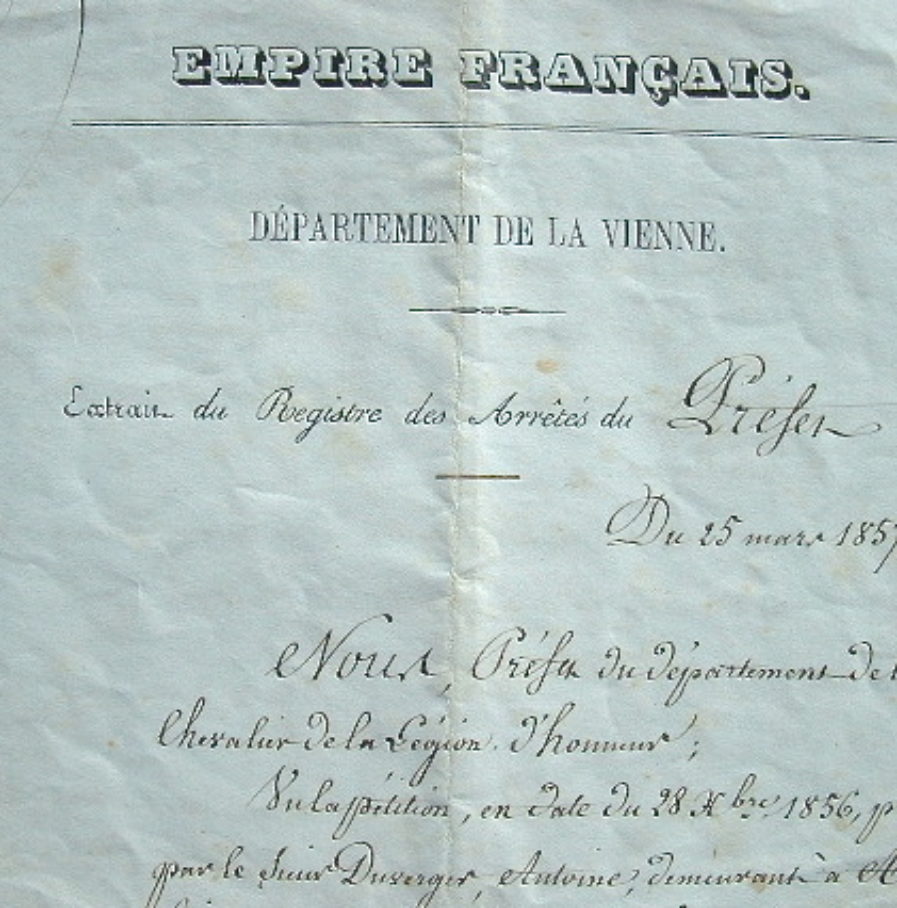 EMPIRE FRANÇAIS.
DÉPARTEMENT DE LA VIENNE.
Extrait du Registre des Arrêtés du Préfet
Du 25 mars 1857
Nous, Préfet du département de l
Chevalier de la Légion d'honneur;
Vu la pétition, en date du 28 Xbre 1856, p
par le Sieur Duverger, Antoine, demeurant à A